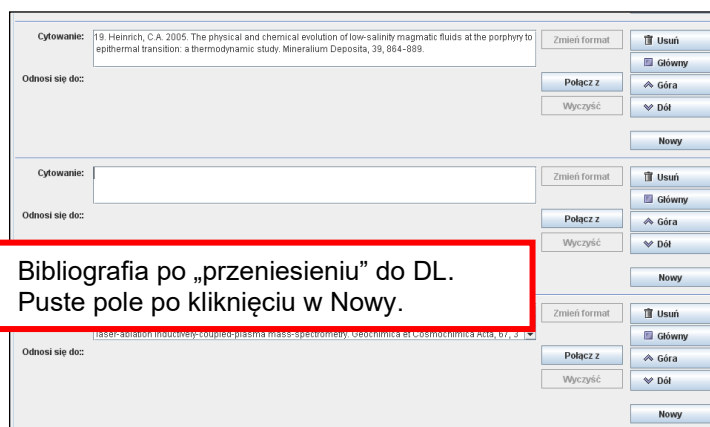 Cytowanie: 19. Heinrich, C.A. 2005. The physical and chemical evolution of low-salinity magmatic fluids at the porphyry to Zmień format Usuń
epithermal transition: a thermodynamic study. Mineralium Deposita, 39, 864–889.
Główny
Odnosi się do:: Połącz z Góra
Wyczyść Dół
Nowy
Cytowanie: Zmień format Usuń
Główny
Odnosi się do:: Połącz z Góra
Wyczyść Dół
Bibliografia po „przeniesieniu” do DL.
Nowy
Puste pole po kliknięciu w Nowy.
Zmień format Usuń
laser-ablation inductively-coupled-plasma mass-spectrometry. Geochimica et Cosmochimica Acta, 67, 3 Główny
Odnosi się do:: Połącz z Góra
Wyczyść Dół
Nowy